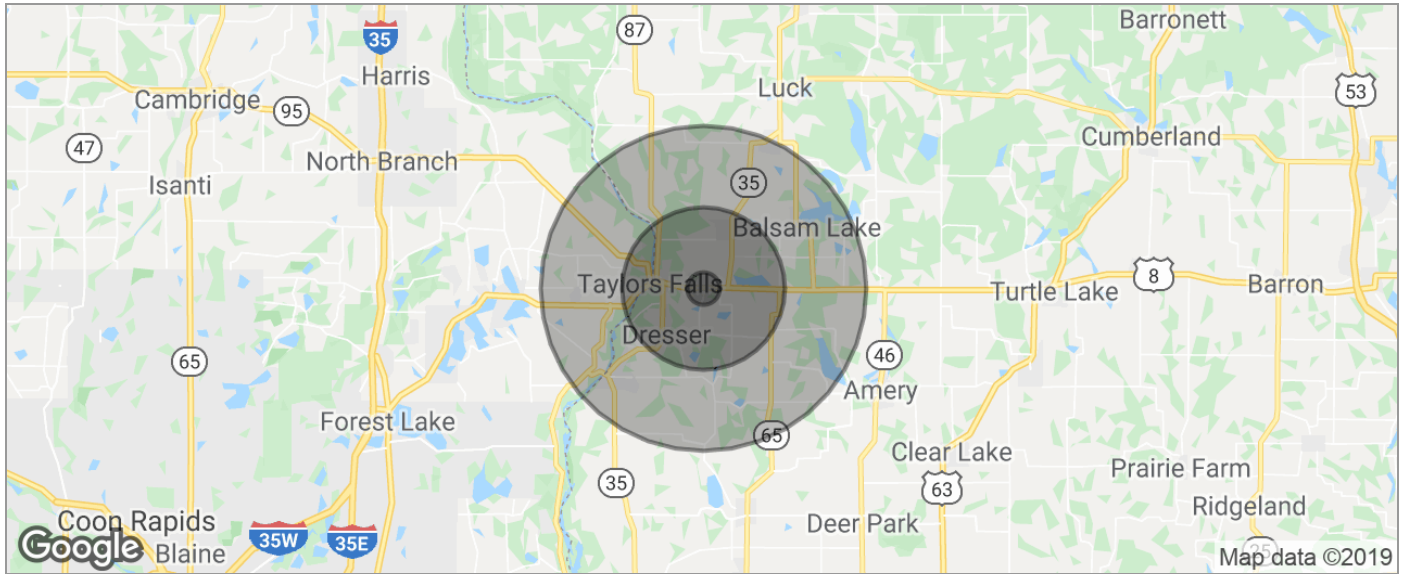 Barronett
87
35
Harris
Luck
53
Cambridge
95
Cumberland
47
North Branch
Isanti
35
Balsam Lake
Taylors Falls
8
Turtle Lake
Barron
Dresser
65
46
Amery
Forest Lake
65
Clear Lake
Prairie Farm
35
63
Ridgeland
Coon Rapids
Deer Park
35W
35E
Blaine
Google
25
Map data ©2019